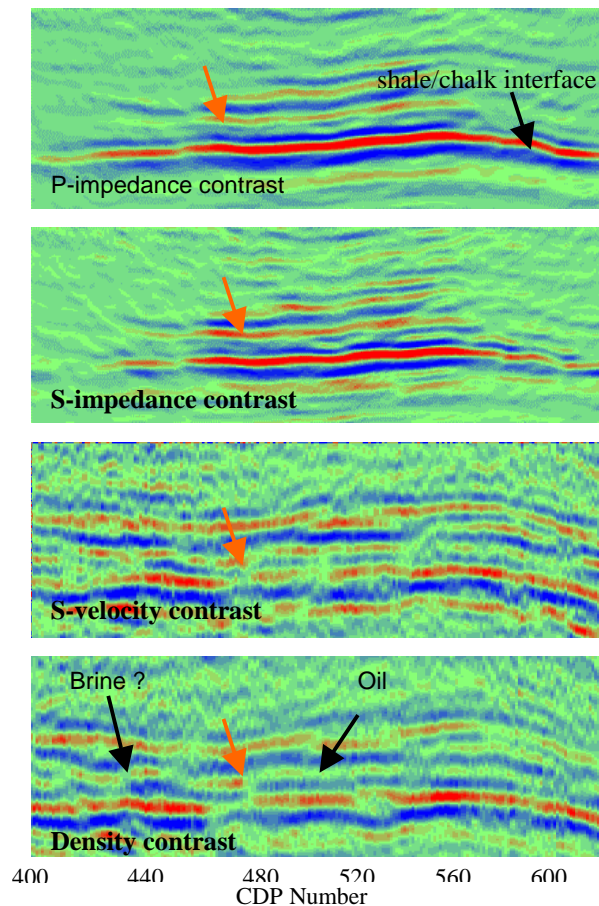 shale/chalk interface
P-impedance contrast
S-impedance contrast
S-velocity contrast
Brine ?
Oil
Density contrast
400 440 480 520 560 600
CDP Number